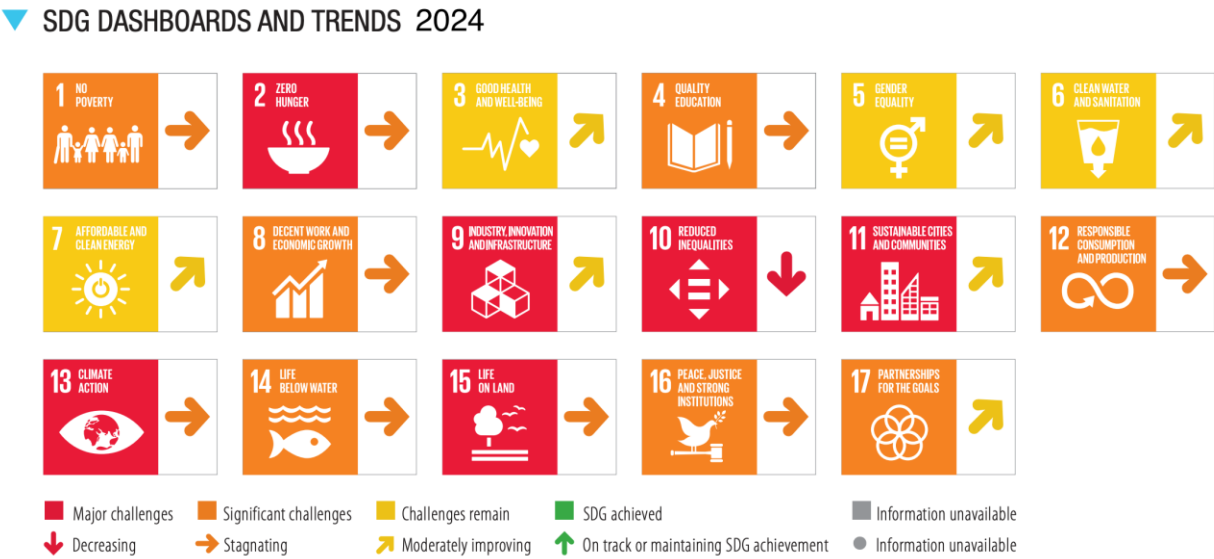 SDG DASHBOARDS AND TRENDS 2024
1 NO
POVERTY
2 ZERO
HUNGER
3 GOOD HEALTH
AND WELL-BEING
4 QUALITY
EDUCATION
5 GENDER
EQUALITY
6 CLEAN WATER
AND SANITATION
7 AFFORDABLE AND
CLEAN ENERGY
8 DECENT WORK AND
ECONOMIC GROWTH
9 INDUSTRY, INNOVATION
AND INFRASTRUCTURE
10 REDUCED
INEQUALITIES
11 SUSTAINABLE CITIES
AND COMMUNITIES
12 RESPONSIBLE
CONSUMPTION
AND PRODUCTION
13 CLIMATE
ACTION
14 LIFE
BELOW WATER
15 LIFE
ON LAND
16 PEACE, JUSTICE
AND STRONG
INSTITUTIONS
17 PARTNERSHIPS
FOR THE GOALS
Major challenges Significant challenges Challenges remain SDG achieved Information unavailable
Decreasing Stagnating Moderately improving On track or maintaining SDG achievement Information unavailable